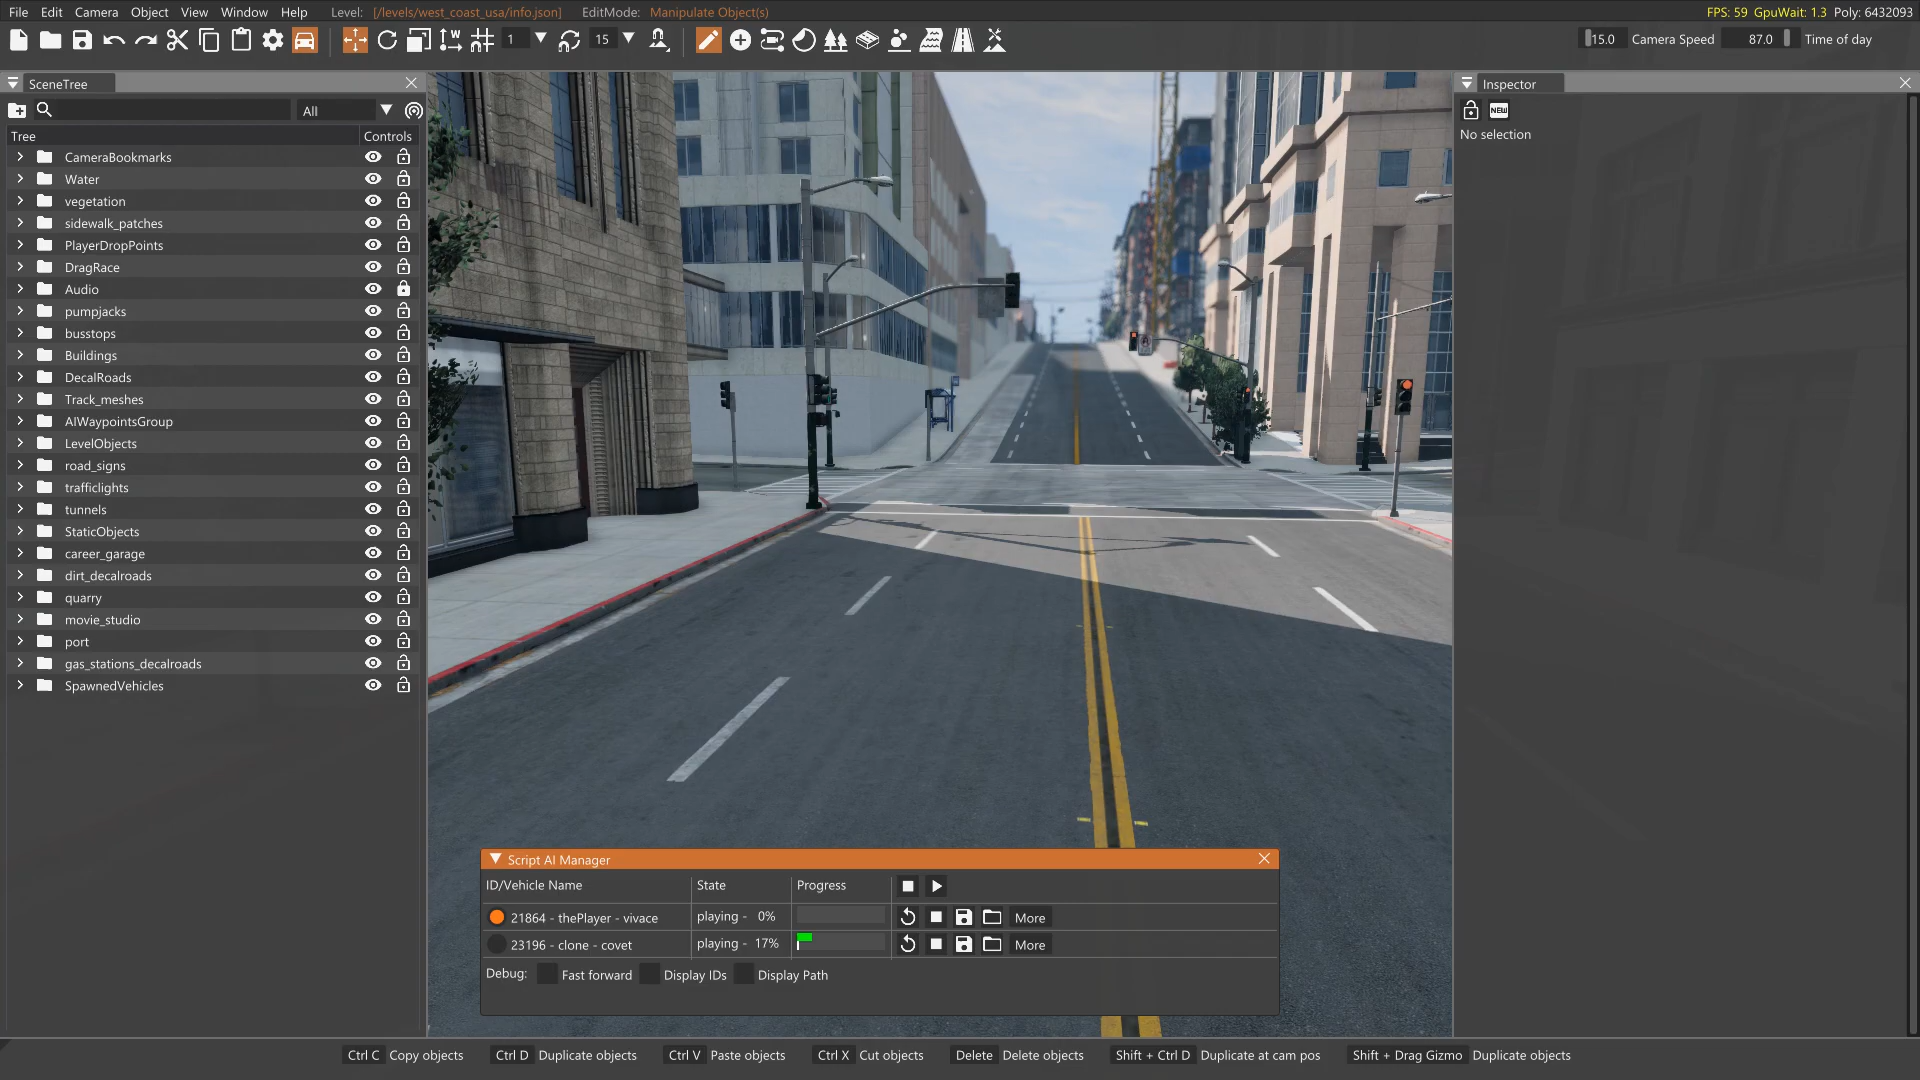 File Edit Camera Object View Window Help Level: [/levels/west_coast_usa/info.json] EditMode: Manipulate Object(s) FPS: 59 GpuWait: 1.3 Poly: 6432093
1 15 15.0 Camera Speed 87.0 Time of day
SceneTree
All
Tree Controls
CameraBookmarks
Water
vegetation
sidewalk_patches
PlayerDropPoints
DragRace
Audio
pumpjacks
busstops
Buildings
DecalRoads
Track_meshes
AIWaypointsGroup
LevelObjects
road_signs
trafficlights
tunnels
StaticObjects
career_garage
dirt_decalroads
quarry
movie_studio
port
gas_stations_decalroads
SpawnedVehicles
Inspector
NEW
No selection
Script AI Manager
ID/Vehicle Name State Progress
21864 - thePlayer - vivace playing - 0% More
23196 - clone - covet playing - 17% More
Debug: Fast forward Display IDs Display Path
Ctrl C Copy objects Ctrl D Duplicate objects Ctrl V Paste objects Ctrl X Cut objects Delete Delete objects Shift + Ctrl D Duplicate at cam pos Shift + Drag Gizmo Duplicate objects